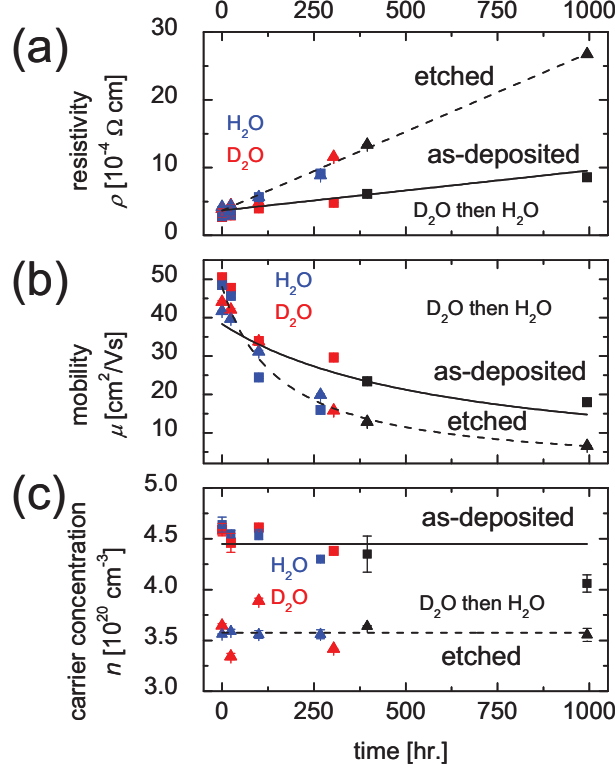 0 250 500 750 1000
(a)
30
20
10
0
resistivity
ρ [10⁻⁴ Ω cm]
etched
H₂O
D₂O
as-deposited
D₂O then H₂O
(b)
50
40
30
20
10
mobility
μ [cm²/Vs]
H₂O
D₂O
D₂O then H₂O
as-deposited
etched
(c)
5.0
4.5
4.0
3.5
3.0
carrier concentration
n [10²⁰ cm⁻³]
as-deposited
H₂O
D₂O
D₂O then H₂O
etched
0 250 500 750 1000
time [hr.]